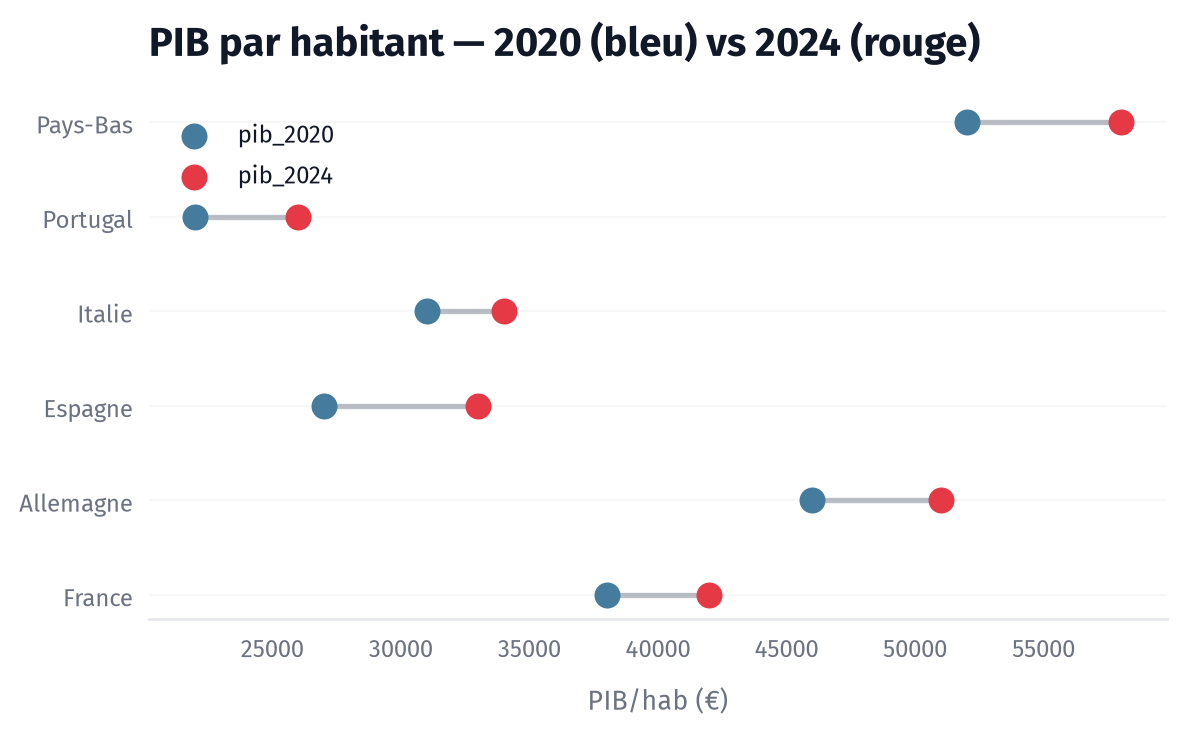 PIB par habitant — 2020 (bleu) vs 2024 (rouge)
Pays-Bas
pib_2020
pib_2024
Portugal
Italie
Espagne
Allemagne
France
25000 30000 35000 40000 45000 50000 55000
PIB/hab (€)